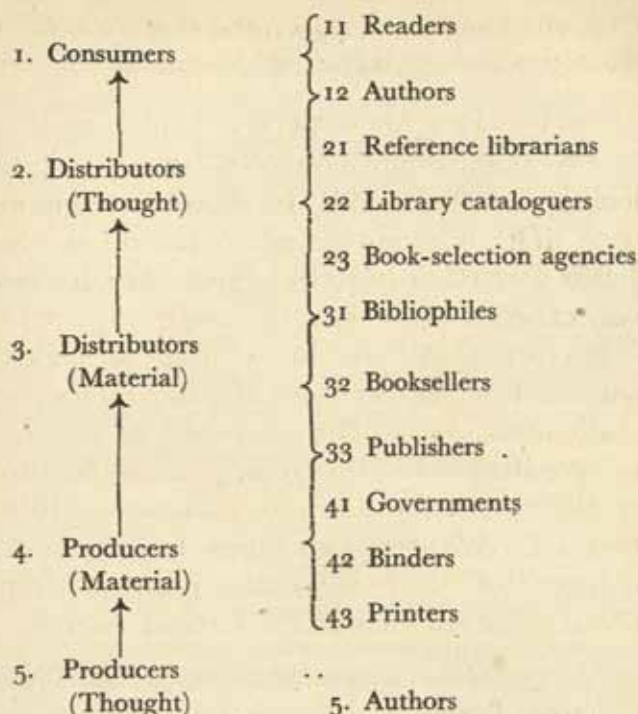 1. Consumers
2. Distributors
(Thought)
3. Distributors
(Material)
4. Producers
(Material)
5. Producers
(Thought)
11 Readers
12 Authors
21 Reference librarians
22 Library cataloguers
23 Book-selection agencies
31 Bibliophiles
32 Booksellers
33 Publishers
41 Governments
42 Binders
43 Printers
5. Authors